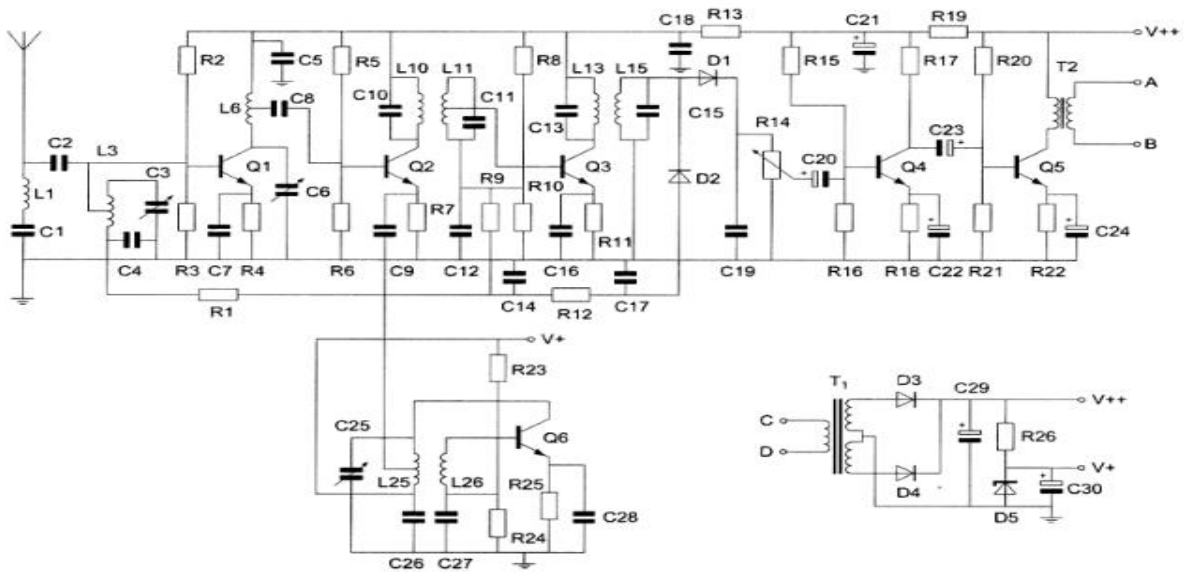 C18 R13 C21 R19
V++
R2 C5 R5 L10 L11 R8 L13 L15 D1 R15 R17 R20 T2
C8 C10 C11 C15 A
L6 C13 R14 C23
C2 L3 C20 B
C3 Q1 Q2 Q3 Q4 Q5
L1 C6 R9 R10 D2
C1 R7 R11 C24
C4 R3 C7 R4 R6 C9 C12 C16 C19 R16 R18 C22 R21 R22
R1 C14 R12 C17
V+
R23
T1 D3 C29 V++
C25 Q6 C
D R26
V+
L25 L26 R25 D4 C30
R24 C28 D5
C26 C27